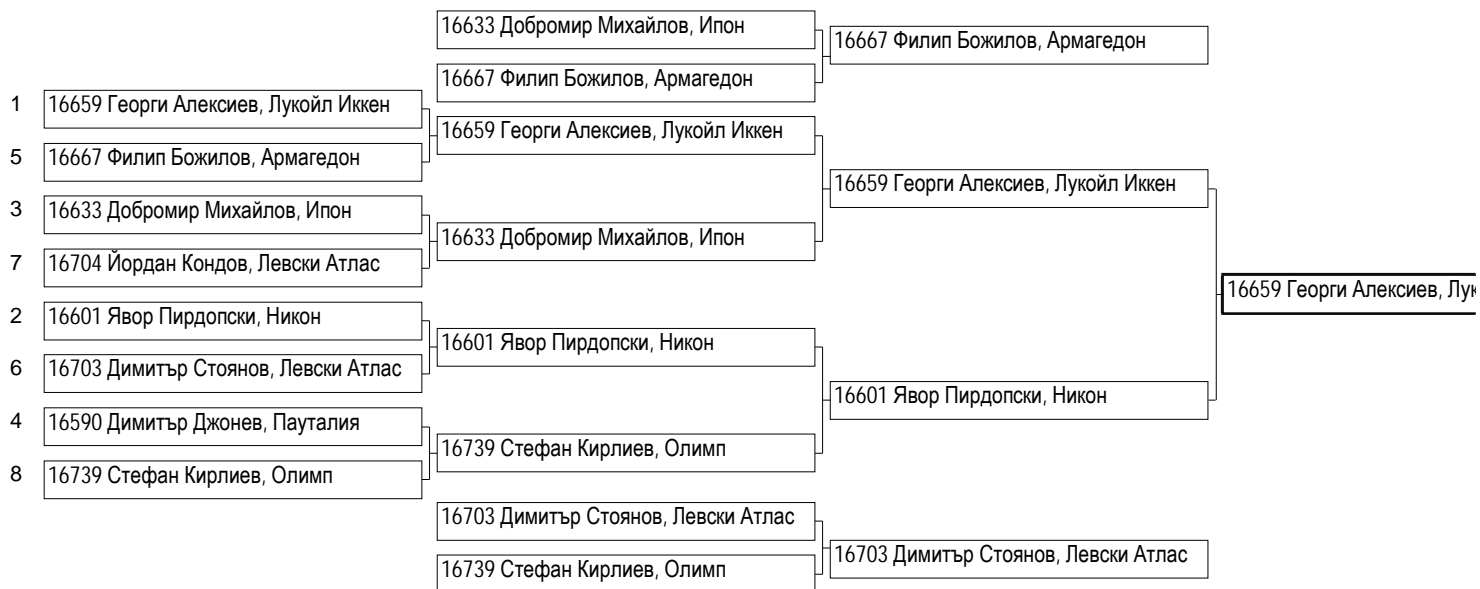 16633 Добромир Михайлов, Ипон
16667 Филип Божилов, Армагедон
16667 Филип Божилов, Армагедон
1 16659 Георги Алексиев, Лукойл Иккен
16659 Георги Алексиев, Лукойл Иккен
5 16667 Филип Божилов, Армагедон
16659 Георги Алексиев, Лукойл Иккен
3 16633 Добромир Михайлов, Ипон
16633 Добромир Михайлов, Ипон
7 16704 Йордан Кондов, Левски Атлас
16659 Георги Алексиев, Лук
2 16601 Явор Пирдопски, Никон
16601 Явор Пирдопски, Никон
6 16703 Димитър Стоянов, Левски Атлас
16601 Явор Пирдопски, Никон
4 16590 Димитър Джонев, Пауталия
16739 Стефан Кирлиев, Олимп
8 16739 Стефан Кирлиев, Олимп
16703 Димитър Стоянов, Левски Атлас
16703 Димитър Стоянов, Левски Атлас
16739 Стефан Кирлиев, Олимп